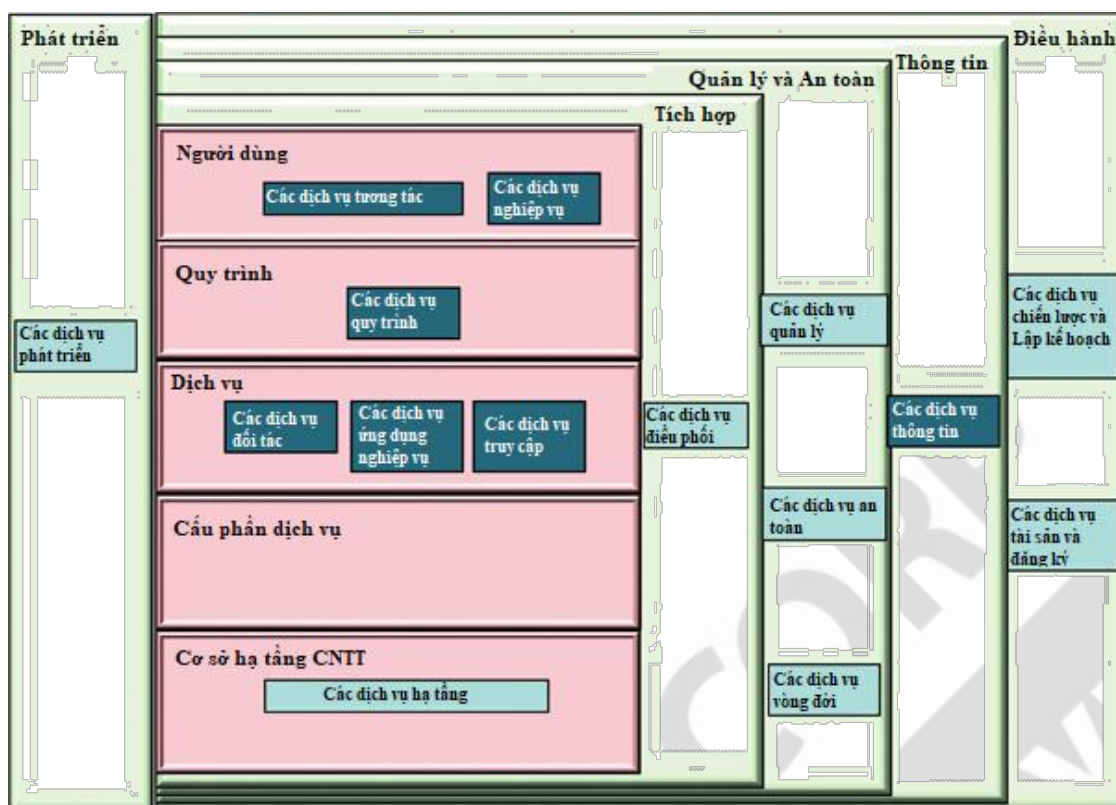 Phát triển
Điều hành
Thông tin
Quản lý và An toàn
Tích hợp
Người dùng
Các dịch vụ tương tác
Các dịch vụ
nghiệp vụ
Quy trình
Các dịch vụ
quy trình
Các dịch vụ
phát triển
Các dịch vụ
quản lý
Các dịch vụ
chiến lược và
Lập kế hoạch
Dịch vụ
Các dịch vụ
đối tác
Các dịch vụ
ứng dụng
nghiệp vụ
Các dịch vụ
truy cập
Các dịch vụ
điều phối
Các dịch vụ
thông tin
Cấu phần dịch vụ
Các dịch vụ an
toàn
Các dịch vụ
tài sản và
đăng ký
Cơ sở hạ tầng CNTT
Các dịch vụ hạ tầng
Các dịch vụ
vòng đời